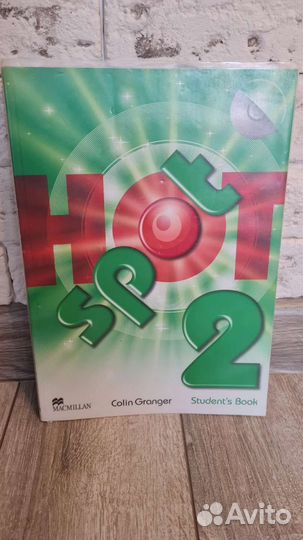 HOT
spot
2
MACMILLAN
Colin Granger
Student's Book
Avito